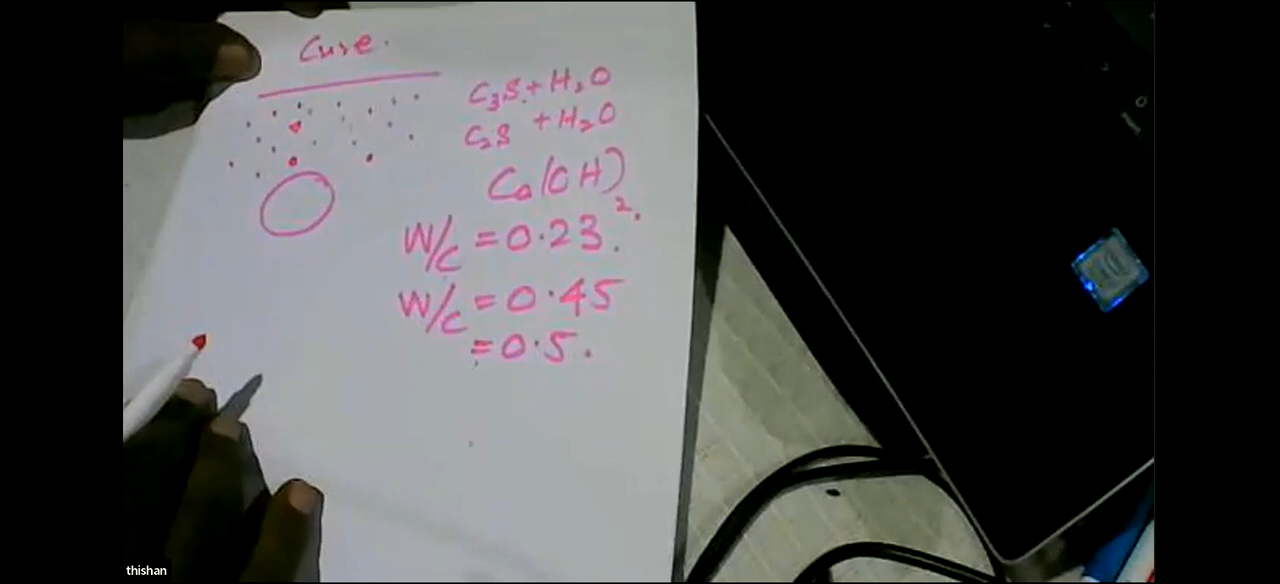 Cure.
C₃S + H₂O
C₂S + H₂O
Ca(OH)₂.
W/C = 0.23.
W/C = 0.45
= 0.5.
thishan